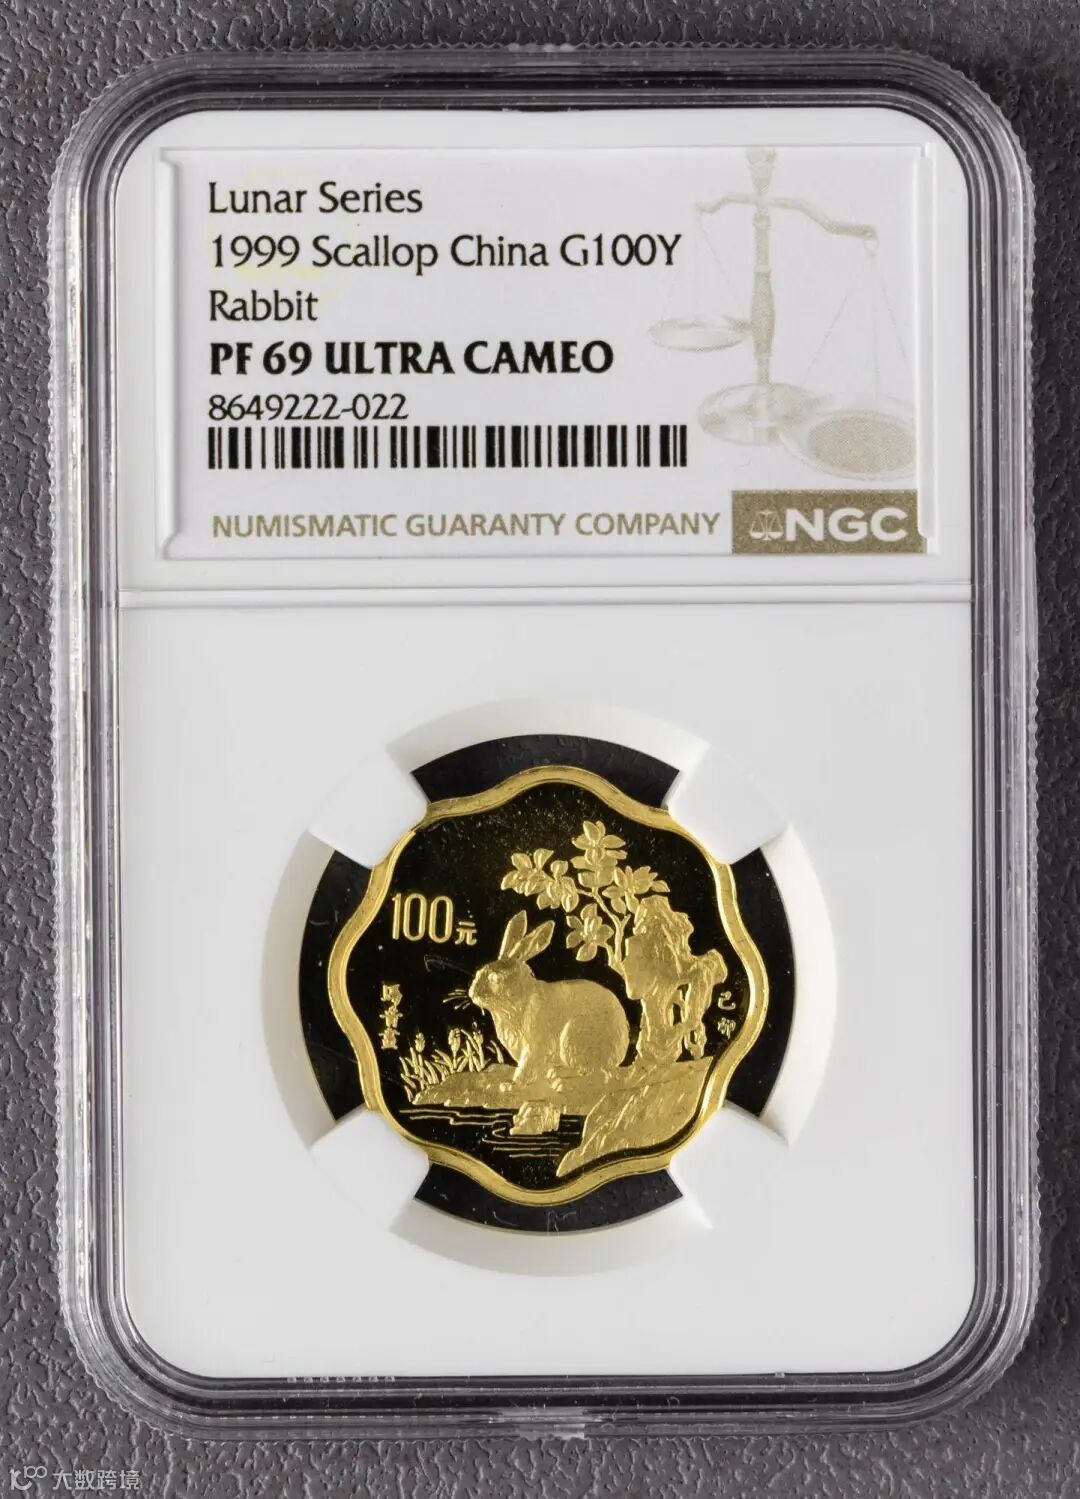 Lunar Series
1999 Scallop China G100Y
Rabbit
PF 69 ULTRA CAMEO
8649222-022
NUMISMATIC GUARANTY COMPANY
NGC
100元
己卯
大数跨境